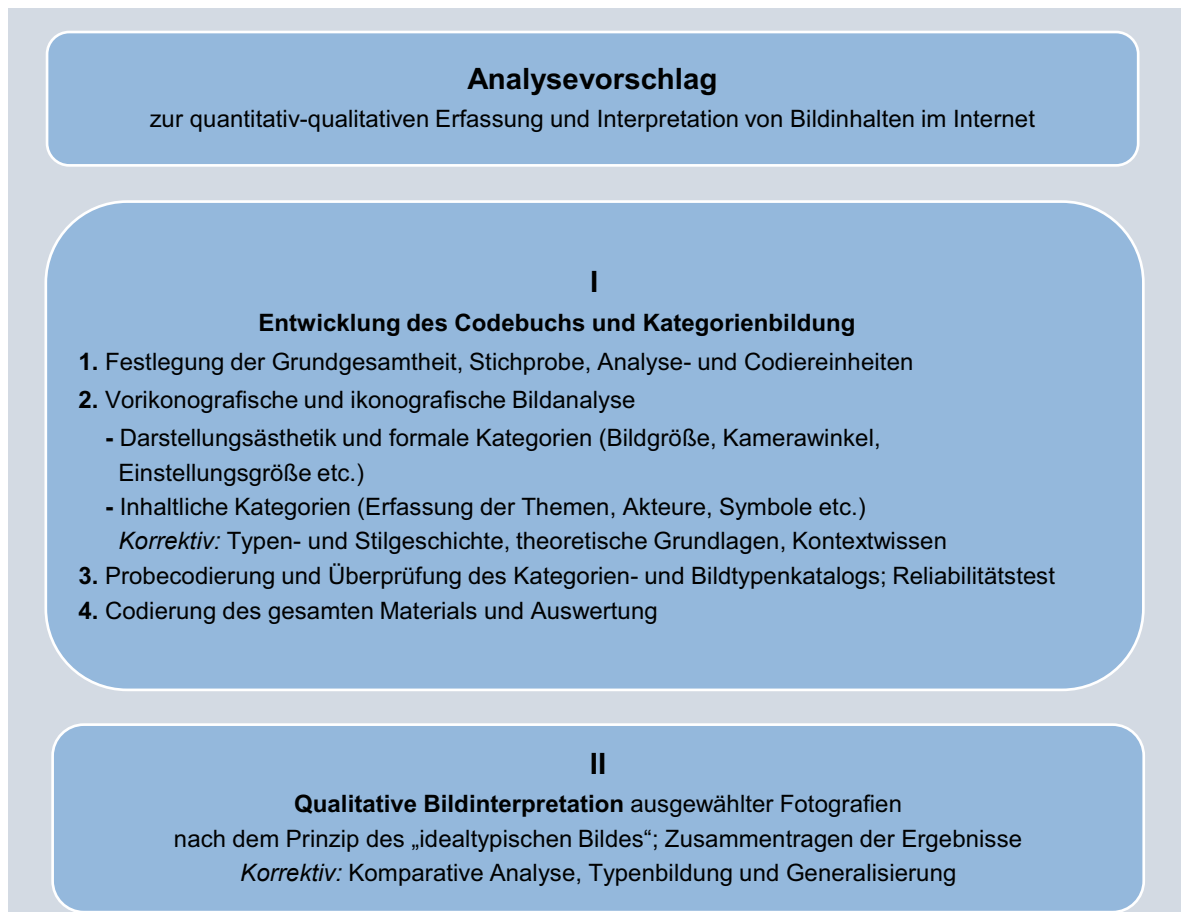 Analysevorschlag
zur quantitativ-qualitativen Erfassung und Interpretation von Bildinhalten im Internet
I
Entwicklung des Codebuchs und Kategorienbildung
1. Festlegung der Grundgesamtheit, Stichprobe, Analyse- und Codiereinheiten
2. Vorikonografische und ikonografische Bildanalyse
- Darstellungsästhetik und formale Kategorien (Bildgröße, Kamerawinkel,
Einstellungsgröße etc.)
- Inhaltliche Kategorien (Erfassung der Themen, Akteure, Symbole etc.)
Korrektiv: Typen- und Stilgeschichte, theoretische Grundlagen, Kontextwissen
3. Probecodierung und Überprüfung des Kategorien- und Bildtypenkatalogs; Reliabilitätstest
4. Codierung des gesamten Materials und Auswertung
II
Qualitative Bildinterpretation ausgewählter Fotografien
nach dem Prinzip des „idealtypischen Bildes“; Zusammentragen der Ergebnisse
Korrektiv: Komparative Analyse, Typenbildung und Generalisierung